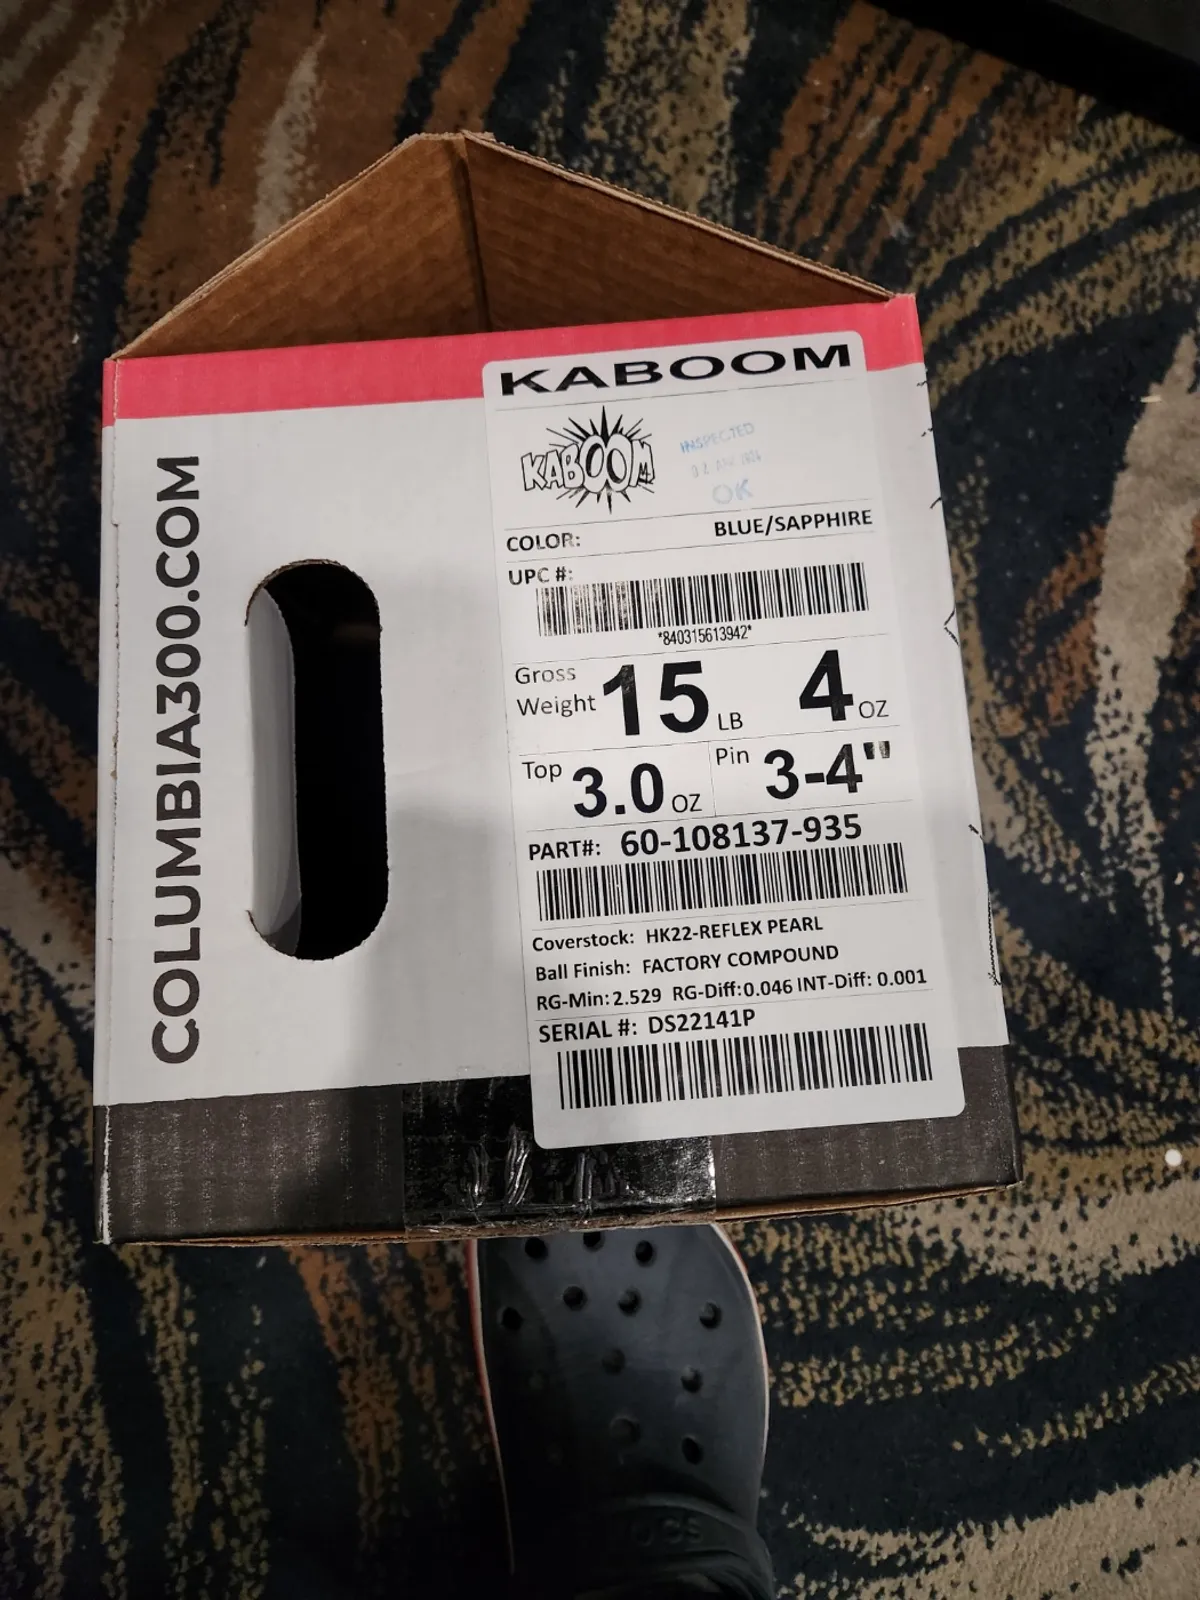 COLUMBIA300.COM
KABOOM
KABOOM
INSPECTED
OK
COLOR: BLUE/SAPPHIRE
UPC #:
*840315613942*
Gross Weight 15 LB 4 OZ
Top 3.0 OZ Pin 3-4"
PART#: 60-108137-935
Coverstock: HK22-REFLEX PEARL
Ball Finish: FACTORY COMPOUND
RG-Min: 2.529 RG-Diff:0.046 INT-Diff: 0.001
SERIAL #: DS22141P